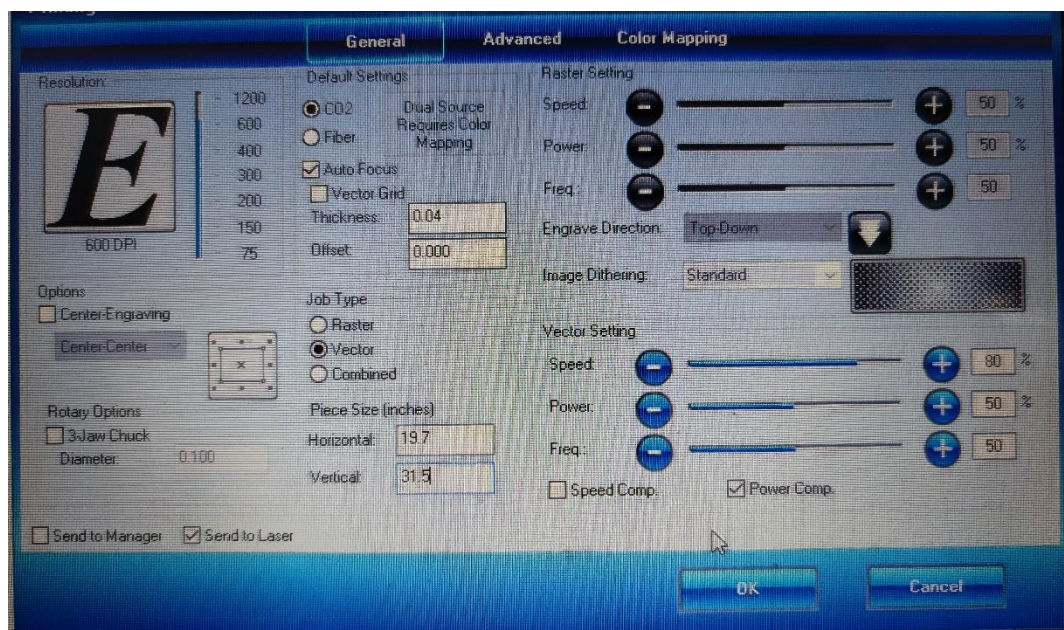 General
Advanced
Color Mapping
Resolution:
E
600 DPI
1200
600
400
300
200
150
75
Options
Center-Engraving
Center-Center
Rotary Options
3-Jaw Chuck
Diameter: 0.100
Send to Manager
Send to Laser
Default Settings
CO2
Fiber
Dual Source
Requires Color
Mapping
Auto Focus
Vector Grid
Thickness: 0.04
Offset: 0.000
Job Type
Raster
Vector
Combined
Piece Size (inches)
Horizontal: 19.7
Vertical: 31.5
Raster Setting
Speed: 50 %
Power: 50 %
Freq.: 50
Engrave Direction: Top-Down
Image Dithering: Standard
Vector Setting
Speed: 80 %
Power: 50 %
Freq.: 50
Speed Comp.
Power Comp.
OK
Cancel